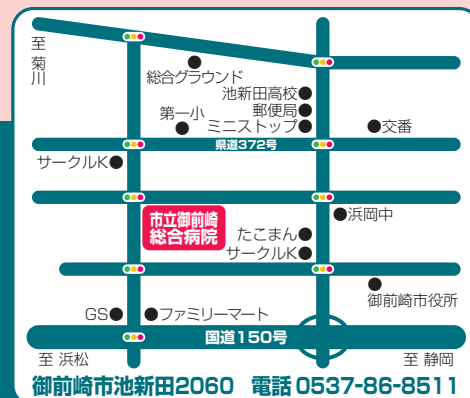 至
菊川
総合グラウンド
池新田高校
郵便局
第一小
ミニストップ
交番
県道372号
サークルK
市立御前崎
総合病院
浜岡中
たこまん
サークルK
御前崎市役所
GS
ファミリーマート
国道150号
至 浜松
至 静岡
御前崎市池新田2060 電話 0537-86-8511